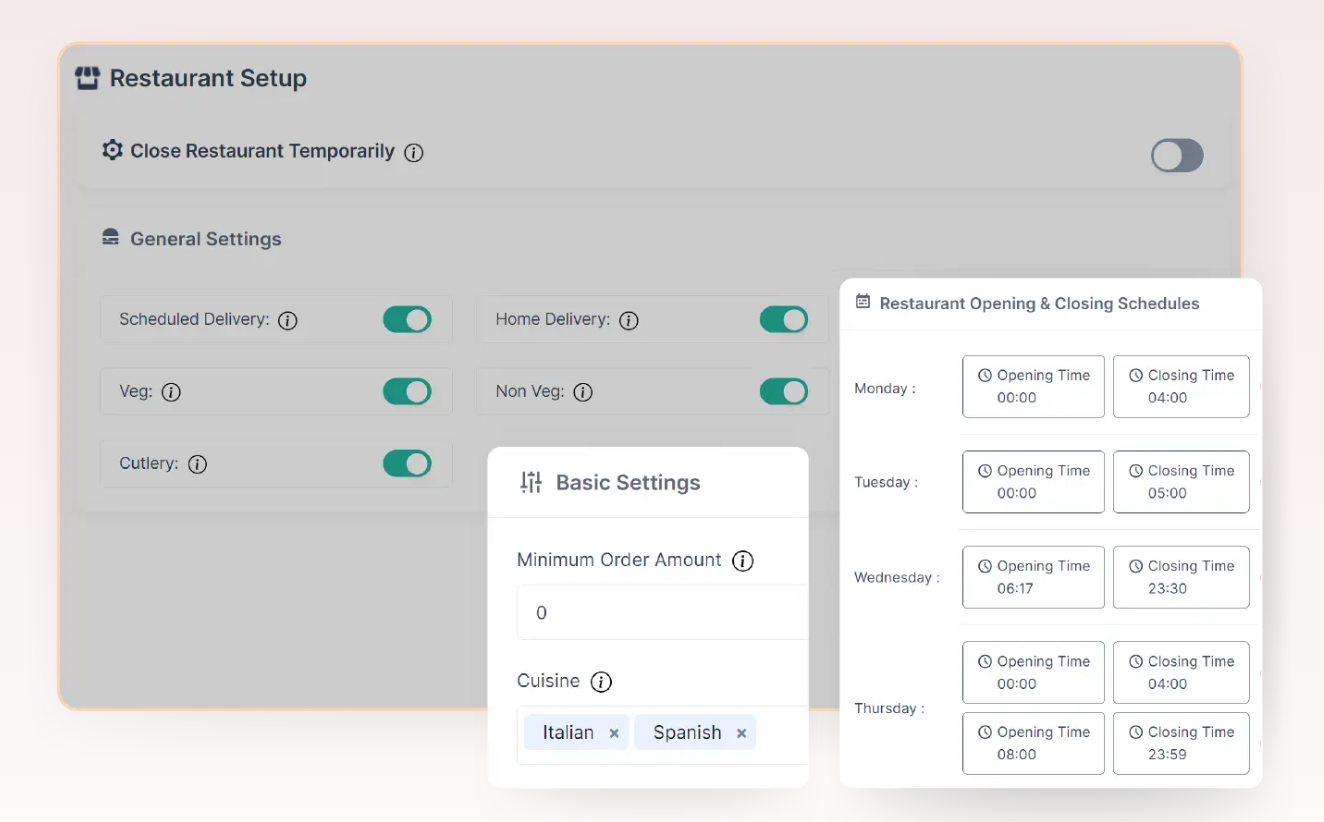 Restaurant Setup
Close Restaurant Temporarily
General Settings
Scheduled Delivery:
Home Delivery:
Veg:
Non Veg:
Cutlery:
Basic Settings
Minimum Order Amount
0
Cuisine
Italian ×
Spanish ×
Restaurant Opening & Closing Schedules
Monday :
Opening Time
00:00
Closing Time
04:00
Tuesday :
Opening Time
00:00
Closing Time
05:00
Wednesday :
Opening Time
06:17
Closing Time
23:30
Thursday :
Opening Time
00:00
Closing Time
04:00
Opening Time
08:00
Closing Time
23:59